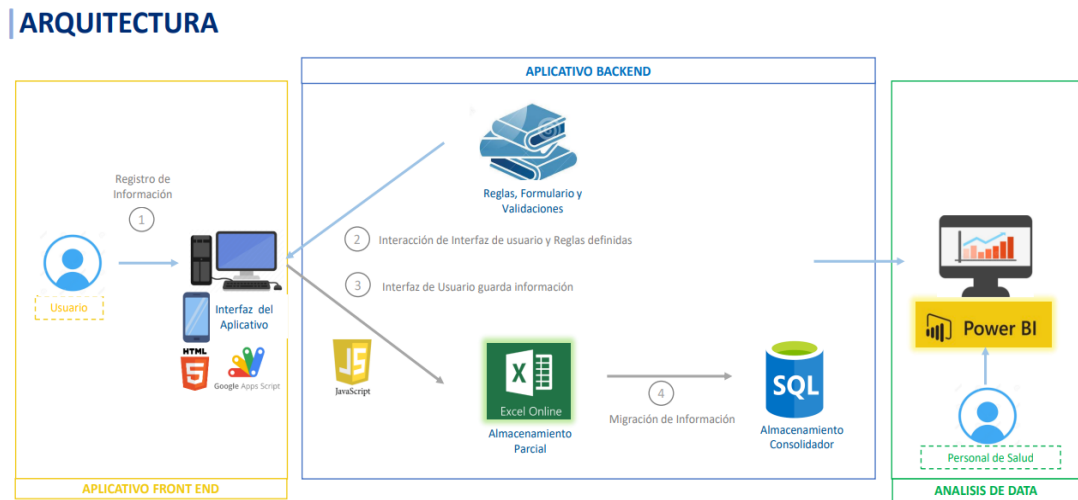 ARQUITECTURA
APLICATIVO BACKEND
Registro de
Información
1
Usuario
Interfaz del
Aplicativo
HTML
5
Google Apps Script
Reglas, Formulario y
Validaciones
2 Interacción de Interfaz de usuario y Reglas definidas
3 Interfaz de Usuario guarda información
JS
JavaScript
X
Excel Online
Almacenamiento
Parcial
4
Migración de Información
SQL
Almacenamiento
Consolidador
Power BI
Personal de Salud
APLICATIVO FRONT END
ANALISIS DE DATA